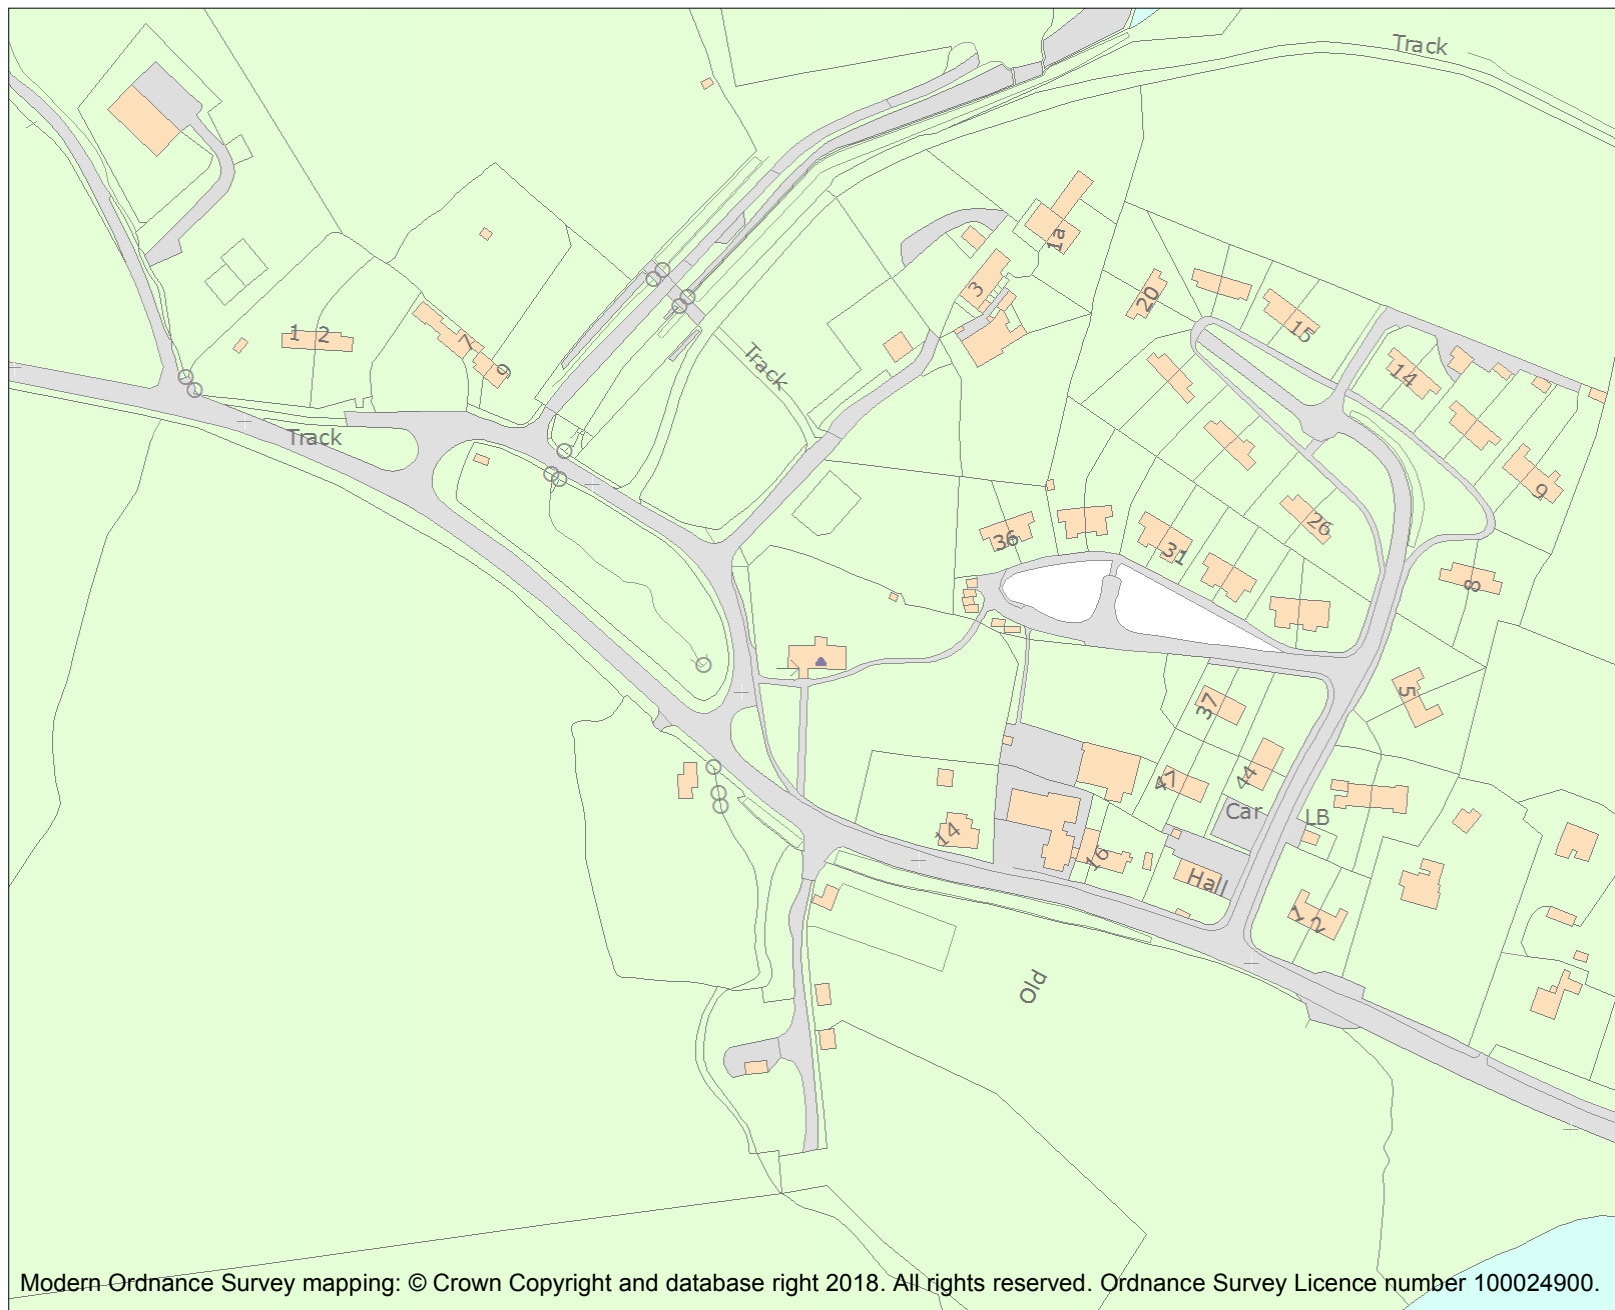 Track
1a
3
20
15
1 2
7
9
Track
14
Track
9
36
31
26
8
5
37
47
44
Car
LB
14
16
Hall
1 2
Old
Modern Ordnance Survey mapping: © Crown Copyright and database right 2018. All rights reserved. Ordnance Survey Licence number 100024900.